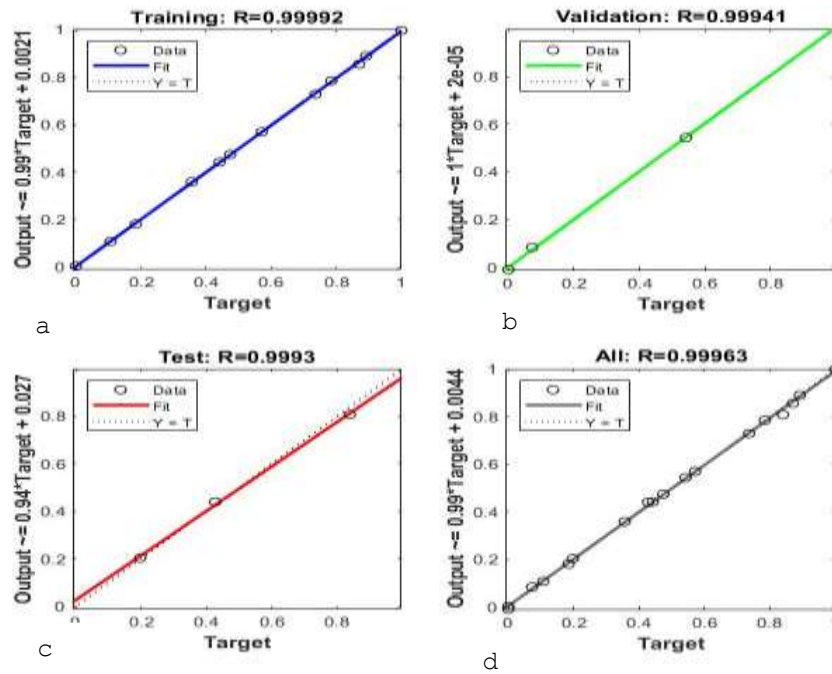 Training: R=0.99992
Output ~= 0.99*Target + 0.0021
1
0.8
0.6
0.4
0.2
0
Data
Fit
Y = T
0 0.2 0.4 0.6 0.8 1
Target
a
Validation: R=0.99941
Output ~= 1*Target + 2e-05
0.8
0.6
0.4
0.2
0
Data
Fit
Y = T
0 0.2 0.4 0.6 0.8
Target
b
Test: R=0.9993
Output ~= 0.94*Target + 0.027
0.8
0.6
0.4
0.2
0
Data
Fit
Y = T
0.2 0.4 0.6 0.8
Target
c
All: R=0.99963
Output ~= 0.99*Target + 0.0044
1
0.8
0.6
0.4
0.2
0
Data
Fit
Y = T
0 0.2 0.4 0.6 0.8
Target
d